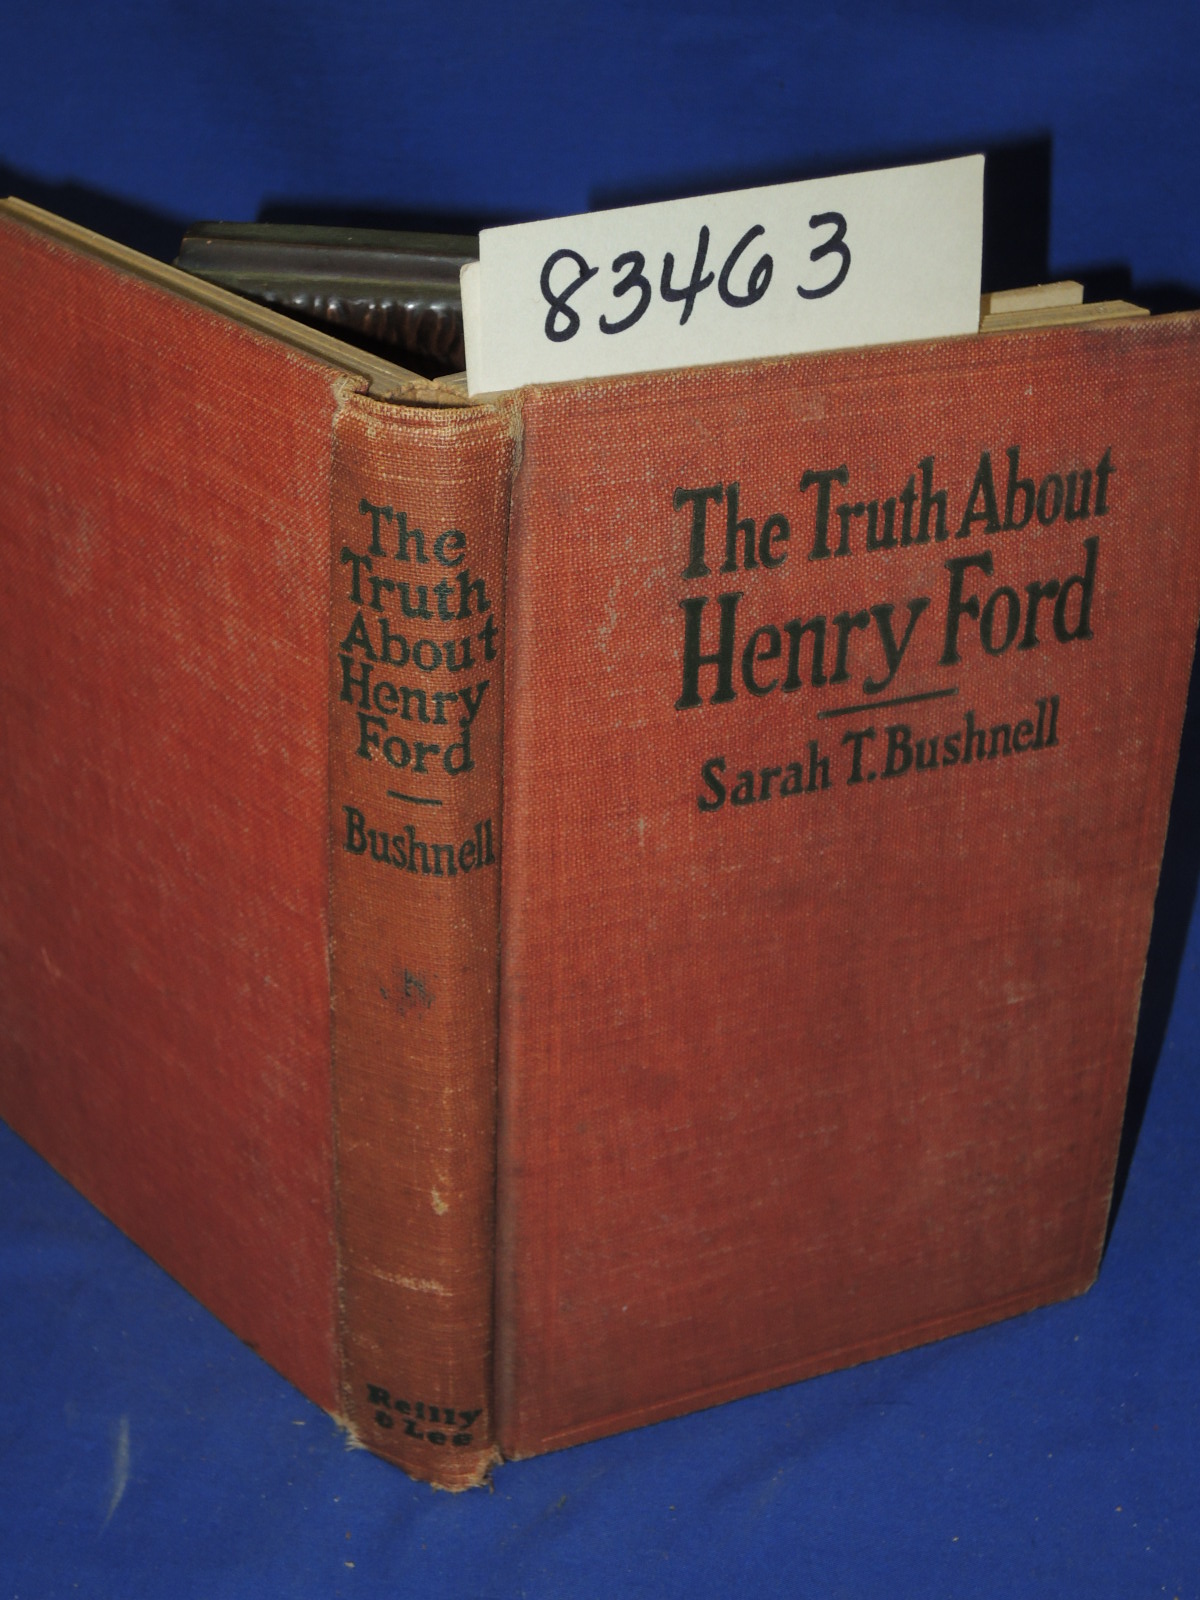 83463
The Truth About
Henry Ford
Sarah T. Bushnell
The
Truth
About
Henry
Ford
Bushnell
Reilly
& Lee